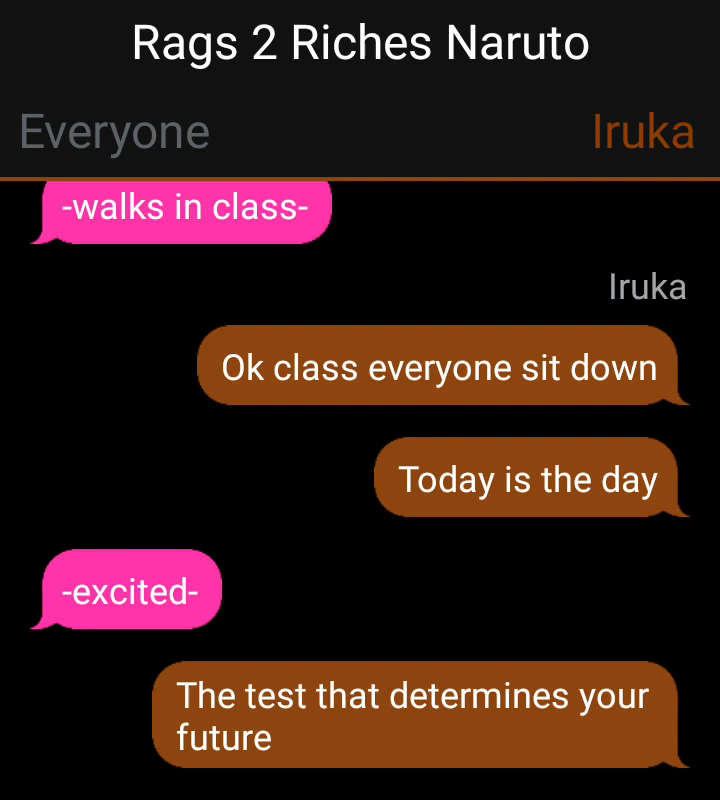 Rags 2 Riches Naruto
Everyone
Iruka
-walks in class-
Iruka
Ok class everyone sit down
Today is the day
-excited-
The test that determines your
future